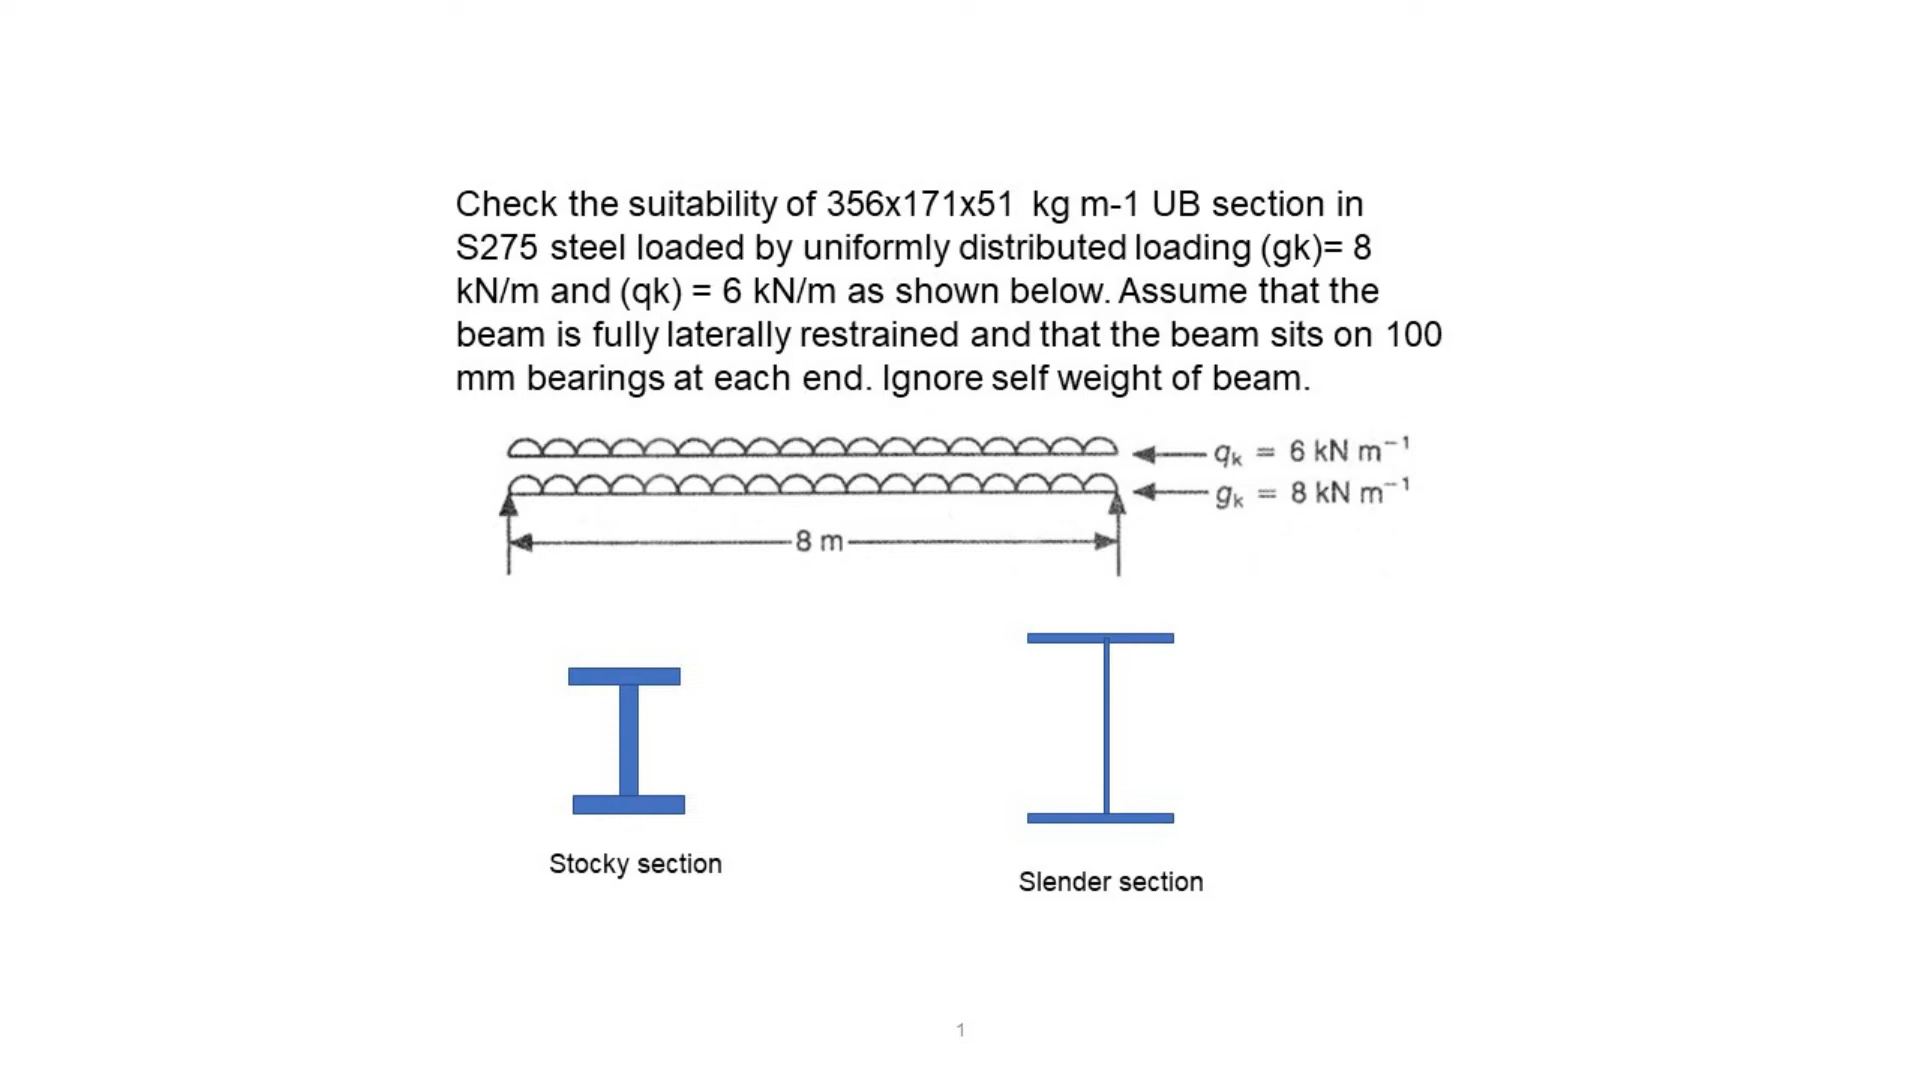 Check the suitability of 356x171x51 kg m-1 UB section in
S275 steel loaded by uniformly distributed loading (gk)= 8
kN/m and (qk) = 6 kN/m as shown below. Assume that the
beam is fully laterally restrained and that the beam sits on 100
mm bearings at each end. Ignore self weight of beam.
qk = 6 kN m⁻¹
gk = 8 kN m⁻¹
8 m
Stocky section
Slender section
1